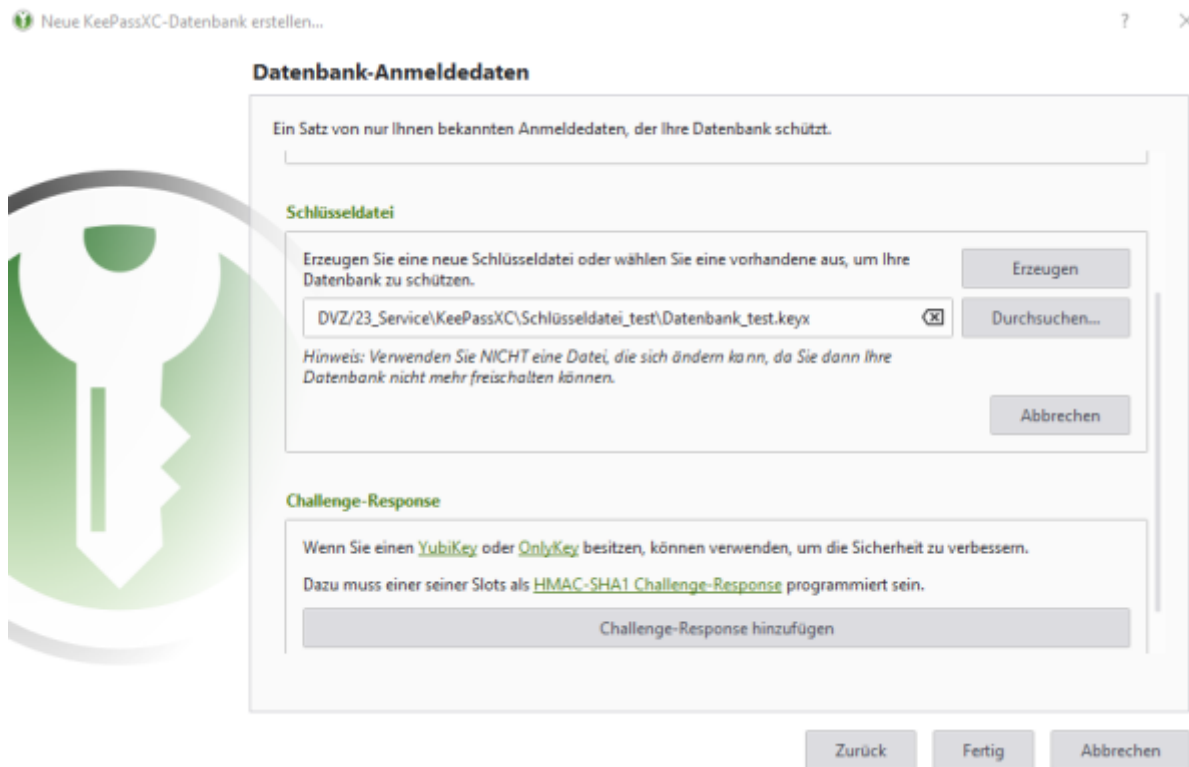 Neue KeePassXC-Datenbank erstellen...
?
Datenbank-Anmeldedaten
Ein Satz von nur Ihnen bekannten Anmeldedaten, der Ihre Datenbank schützt.
Schlüsseldatei
Erzeugen Sie eine neue Schlüsseldatei oder wählen Sie eine vorhandene aus, um Ihre
Datenbank zu schützen.
Erzeugen
DVZ/23_Service\KeePassXC\Schlüsseldatei_test\Datenbank_test.keyx
Durchsuchen...
Hinweis: Verwenden Sie NICHT eine Datei, die sich ändern kann, da Sie dann Ihre
Datenbank nicht mehr freischalten können.
Abbrechen
Challenge-Response
Wenn Sie einen YubiKey oder OnlyKey besitzen, können verwenden, um die Sicherheit zu verbessern.
Dazu muss einer seiner Slots als HMAC-SHA1 Challenge-Response programmiert sein.
Challenge-Response hinzufügen
Zurück
Fertig
Abbrechen